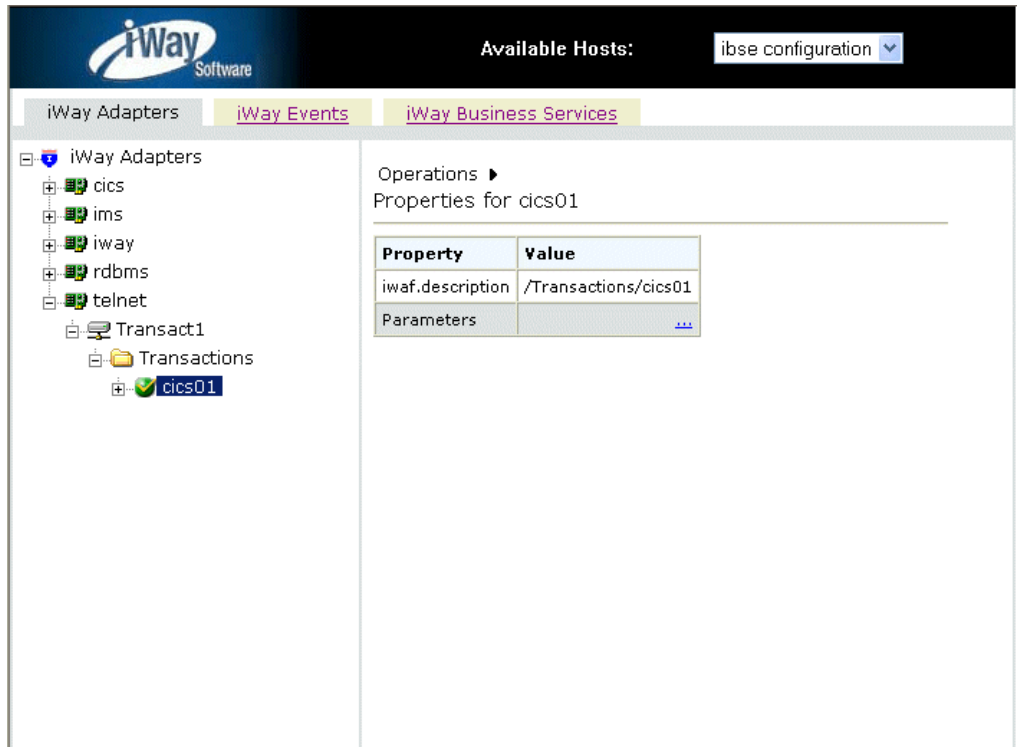 iWay
Software
Available Hosts:
ibse configuration
iWay Adapters
iWay Events
iWay Business Services
iWay Adapters
cics
ims
iway
rdbms
telnet
Transact1
Transactions
cics01
Operations
Properties for cics01
Property Value
iwaf.description /Transactions/cics01
Parameters ...